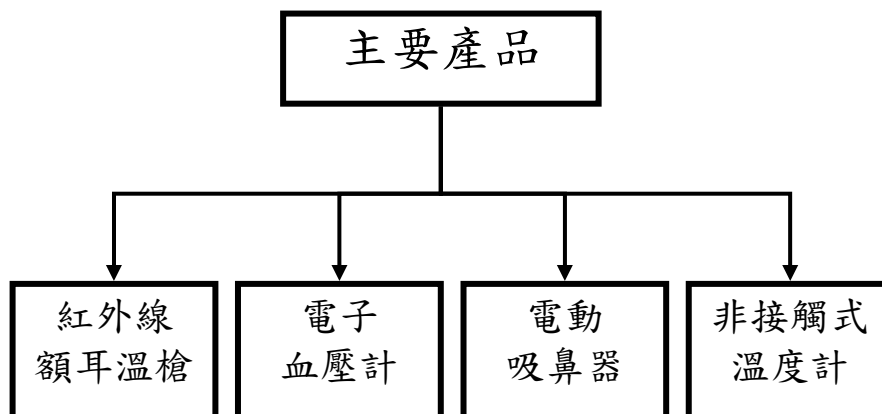 主要產品
紅外線
額耳溫槍
電子
血壓計
電動
吸鼻器
非接觸式
溫度計